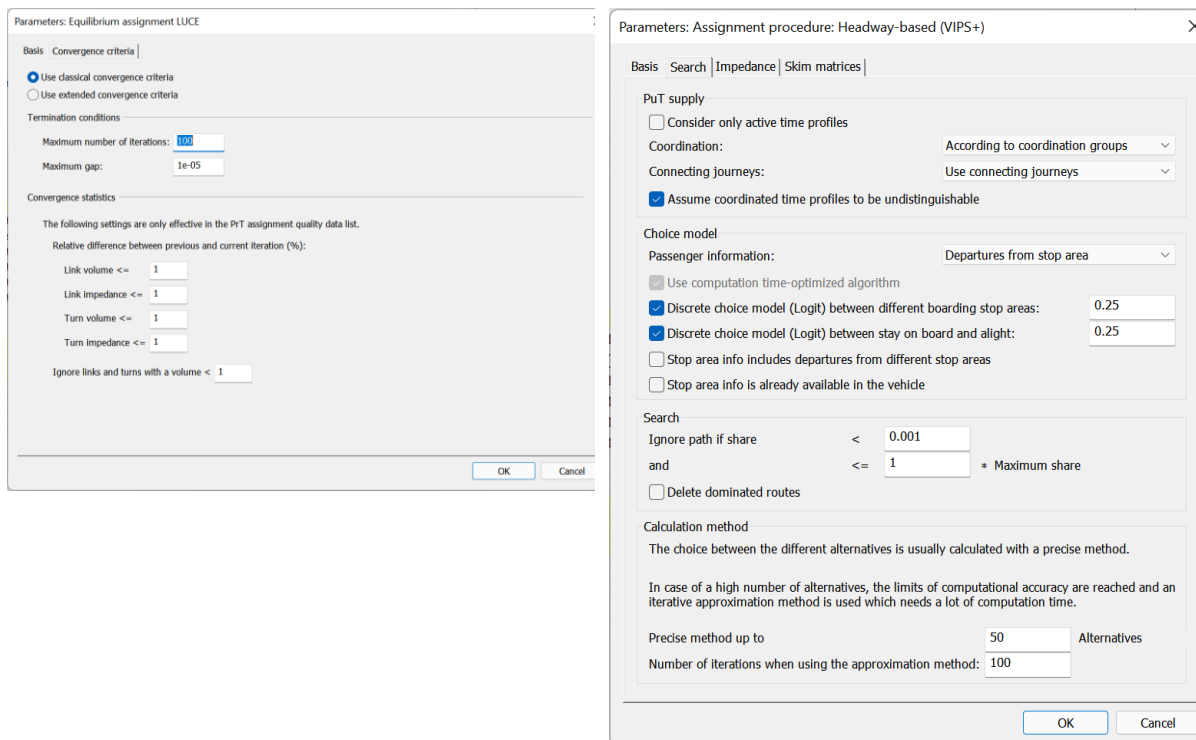 Parameters: Equilibrium assignment LUCE
Basis Convergence criteria
Use classical convergence criteria
Use extended convergence criteria
Termination conditions
Maximum number of iterations: 100
Maximum gap: 1e-05
Convergence statistics
The following settings are only effective in the PrT assignment quality data list.
Relative difference between previous and current iteration (%):
Link volume <= 1
Link impedance <= 1
Turn volume <= 1
Turn impedance <= 1
Ignore links and turns with a volume < 1
OK Cancel
Parameters: Assignment procedure: Headway-based (VIPS+)
Basis Search Impedance Skim matrices
PuT supply
Consider only active time profiles
Coordination: According to coordination groups
Connecting journeys: Use connecting journeys
Assume coordinated time profiles to be undistinguishable
Choice model
Passenger information: Departures from stop area
Use computation time-optimized algorithm
Discrete choice model (Logit) between different boarding stop areas: 0.25
Discrete choice model (Logit) between stay on board and alight: 0.25
Stop area info includes departures from different stop areas
Stop area info is already available in the vehicle
Search
Ignore path if share < 0.001
and <= 1 * Maximum share
Delete dominated routes
Calculation method
The choice between the different alternatives is usually calculated with a precise method.
In case of a high number of alternatives, the limits of computational accuracy are reached and an
iterative approximation method is used which needs a lot of computation time.
Precise method up to 50 Alternatives
Number of iterations when using the approximation method: 100
OK Cancel